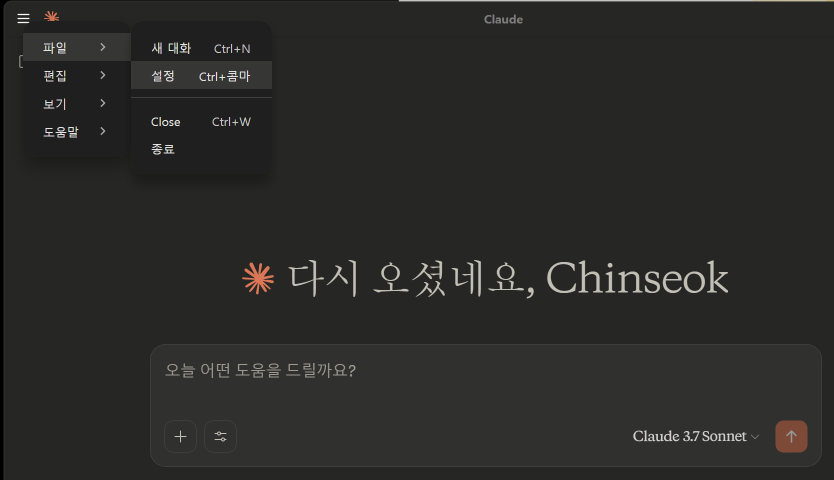 Claude
파일
편집
보기
도움말
새 대화 Ctrl+N
설정 Ctrl+콤마
Close Ctrl+W
종료
다시 오셨네요, Chinseok
오늘 어떤 도움을 드릴까요?
Claude 3.7 Sonnet